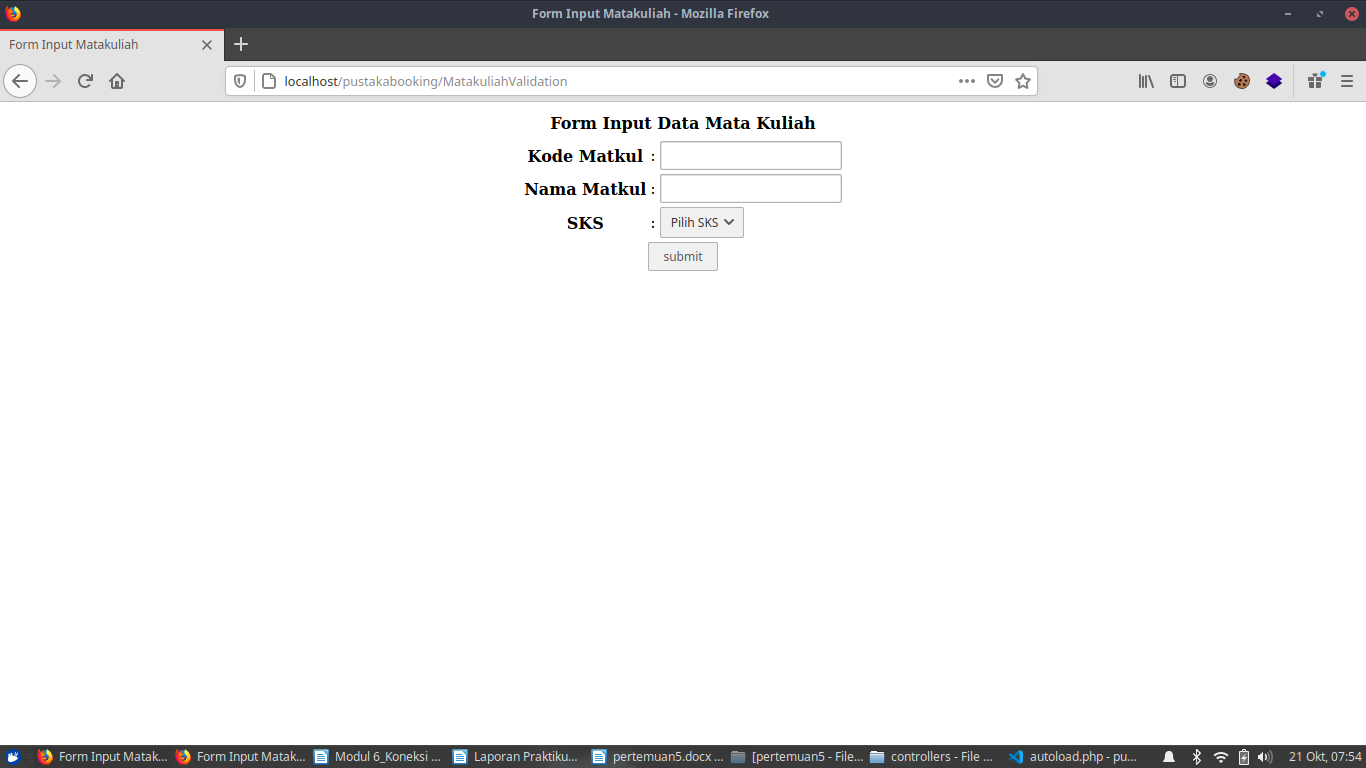 Form Input Matakuliah - Mozilla Firefox
Form Input Matakuliah
localhost/pustakabooking/MatakuliahValidation
Form Input Data Mata Kuliah
Kode Matkul :
Nama Matkul :
SKS : Pilih SKS
submit
Form Input Matak... Form Input Matak... Modul 6_Koneksi ... Laporan Praktiku... pertemuan5.docx ... [pertemuan5 - File... controllers - File ... autoload.php - pu... 21 Okt, 07:54